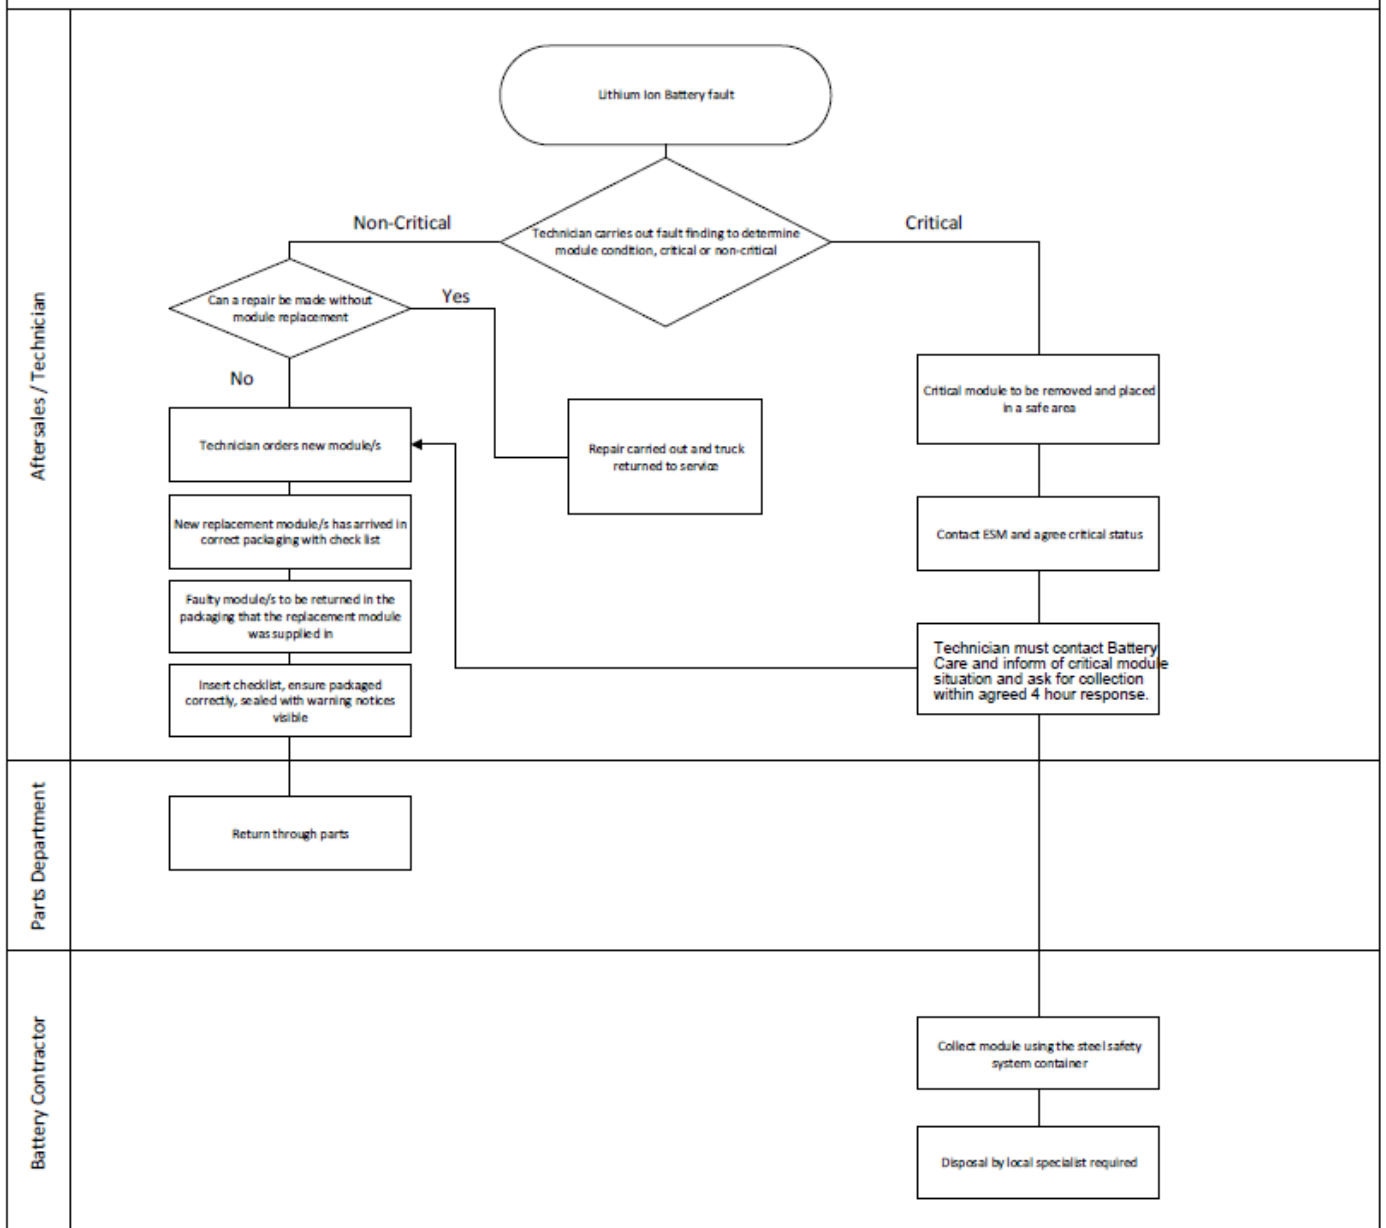 Lithium Ion Battery fault
Technician carries out fault finding to determine
module condition, critical or non-critical
Non-Critical
Critical
Can a repair be made without
module replacement
Yes
No
Aftersales / Technician
Technician orders new module/s
Repair carried out and truck
returned to service
Critical module to be removed and placed
in a safe area
New replacement module/s has arrived in
correct packaging with check list
Contact ESM and agree critical status
Faulty module/s to be returned in the
packaging that the replacement module
was supplied in
Technician must contact Battery
Care and inform of critical module
situation and ask for collection
within agreed 4 hour response.
Insert checklist, ensure packaged
correctly, sealed with warning notices
visible
Parts Department
Return through parts
Battery Contractor
Collect module using the steel safety
system container
Disposal by local specialist required